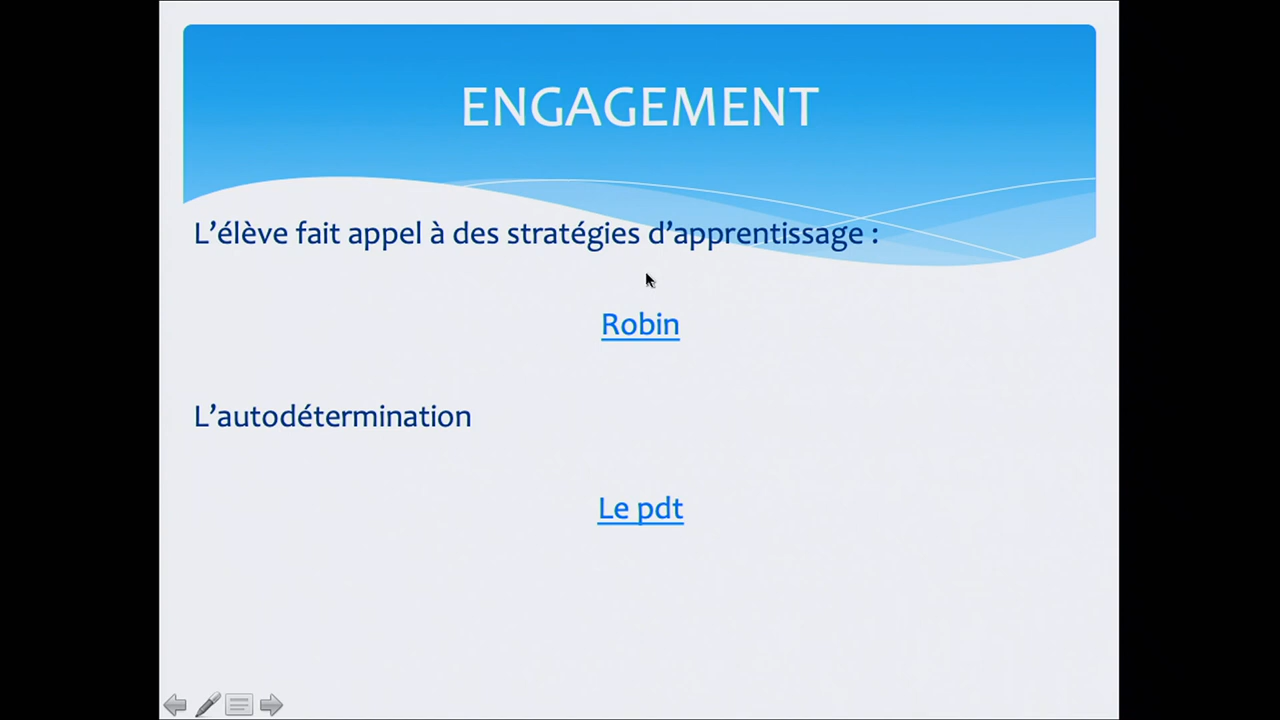 ENGAGEMENT
L’élève fait appel à des stratégies d’apprentissage :
Robin
L’autodétermination
Le pdt